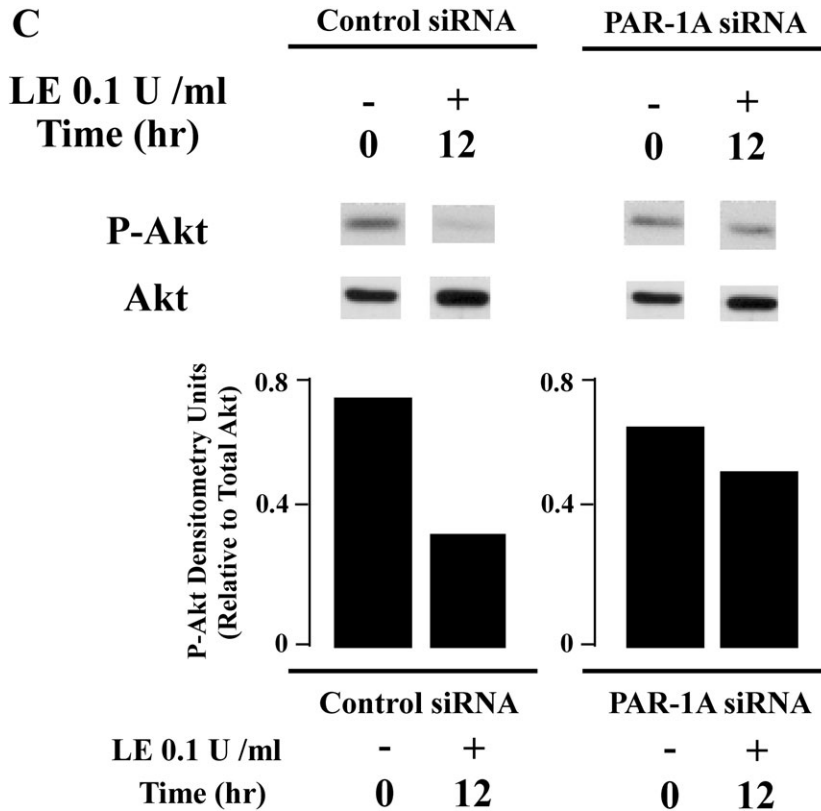 C
Control siRNA PAR-1A siRNA
LE 0.1 U /ml - + - +
Time (hr) 0 12 0 12
P-Akt
Akt
P-Akt Densitometry Units
(Relative to Total Akt)
0.8 0.8
0.4 0.4
0 0
Control siRNA PAR-1A siRNA
LE 0.1 U /ml - + - +
Time (hr) 0 12 0 12